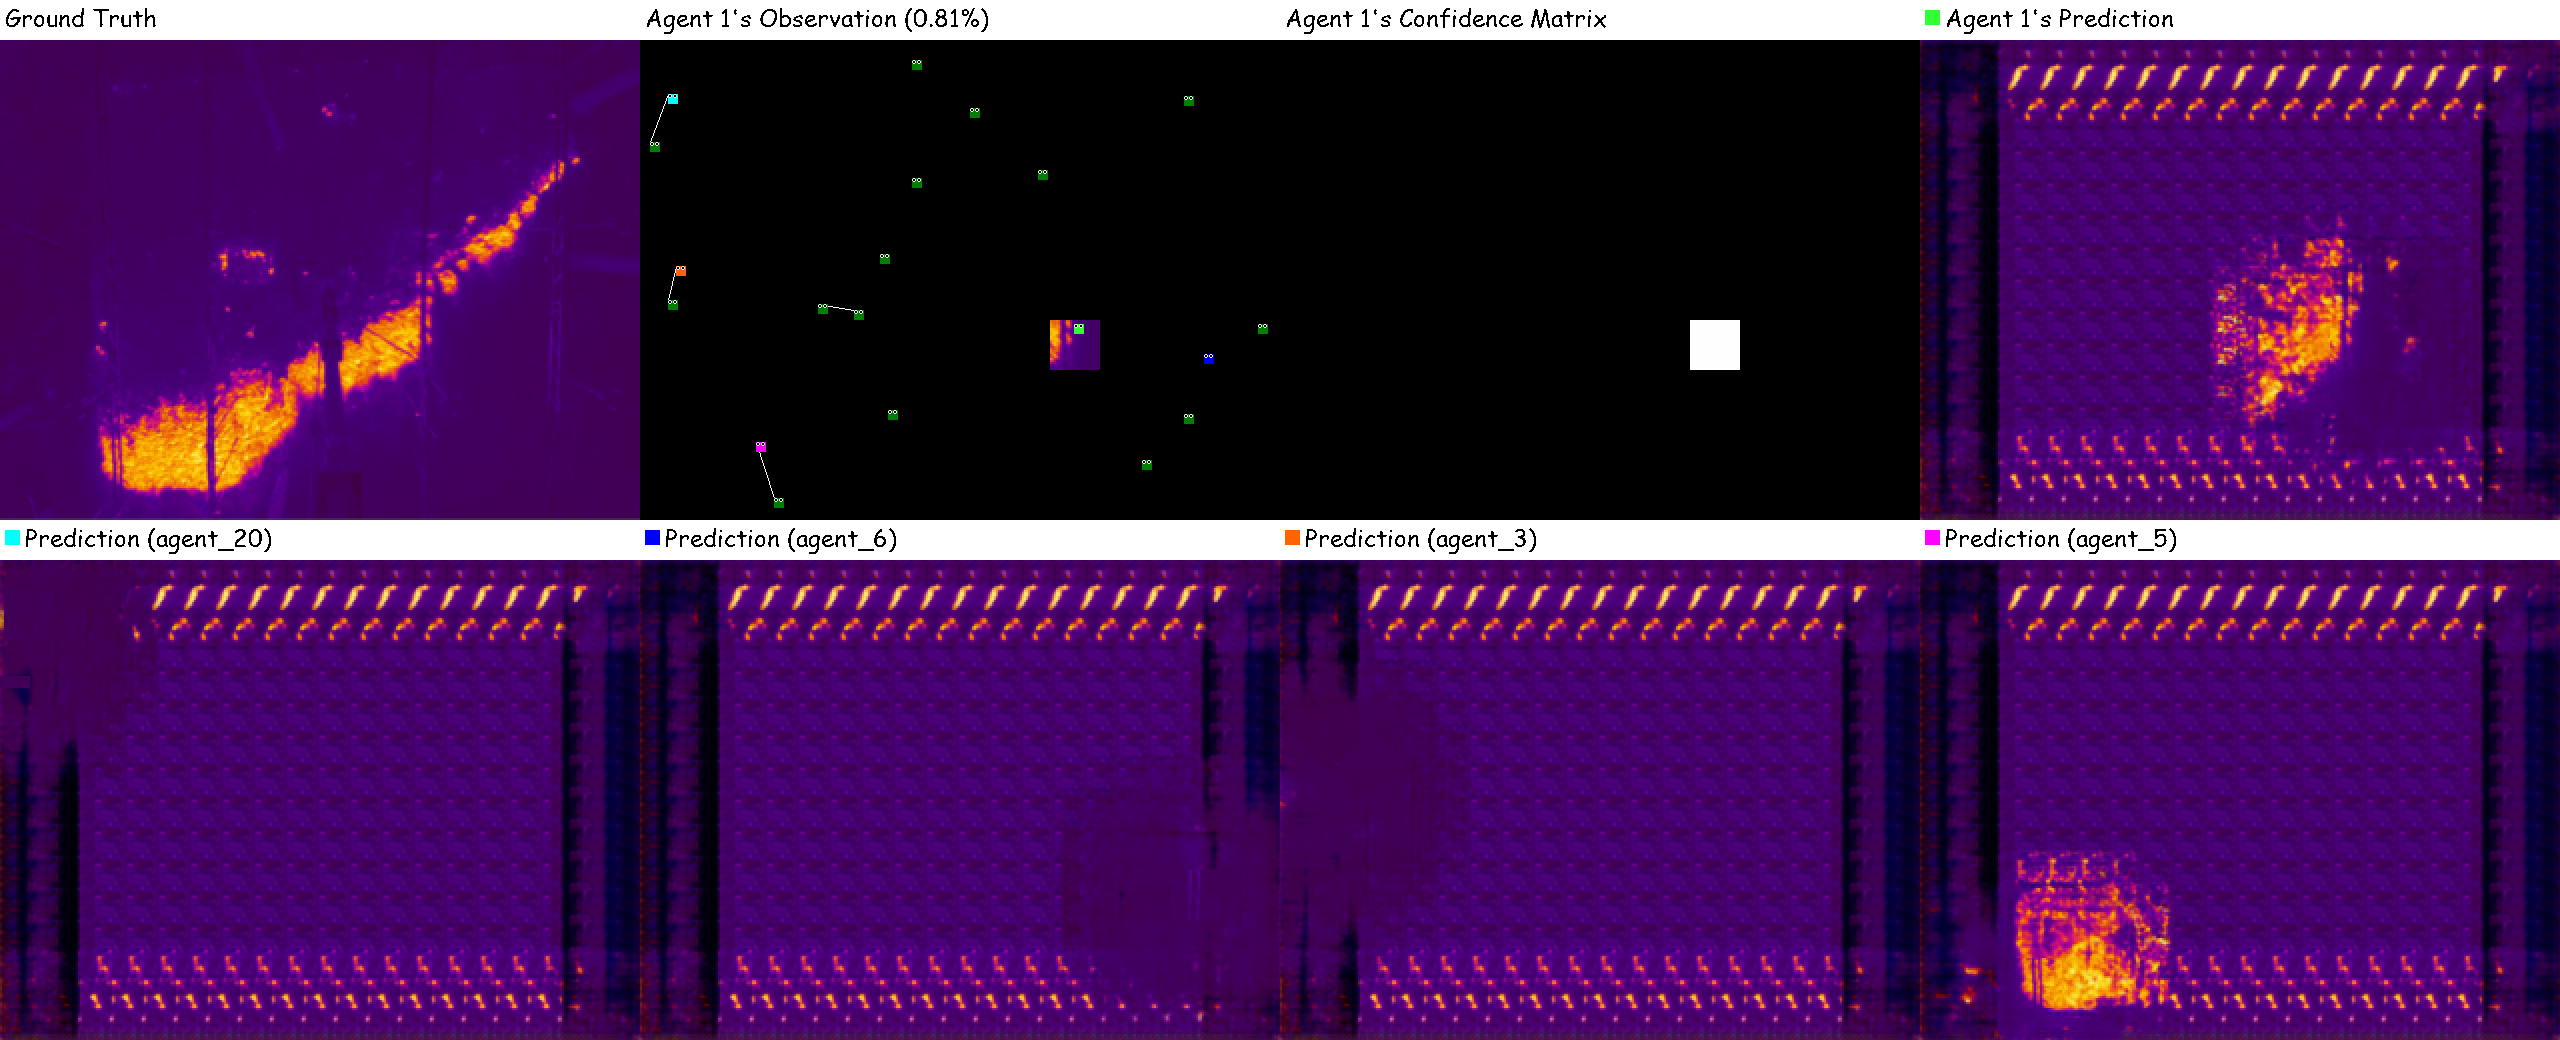 Ground Truth
Agent 1's Observation (0.81%)
Agent 1's Confidence Matrix
Agent 1's Prediction
Prediction (agent_20)
Prediction (agent_6)
Prediction (agent_3)
Prediction (agent_5)